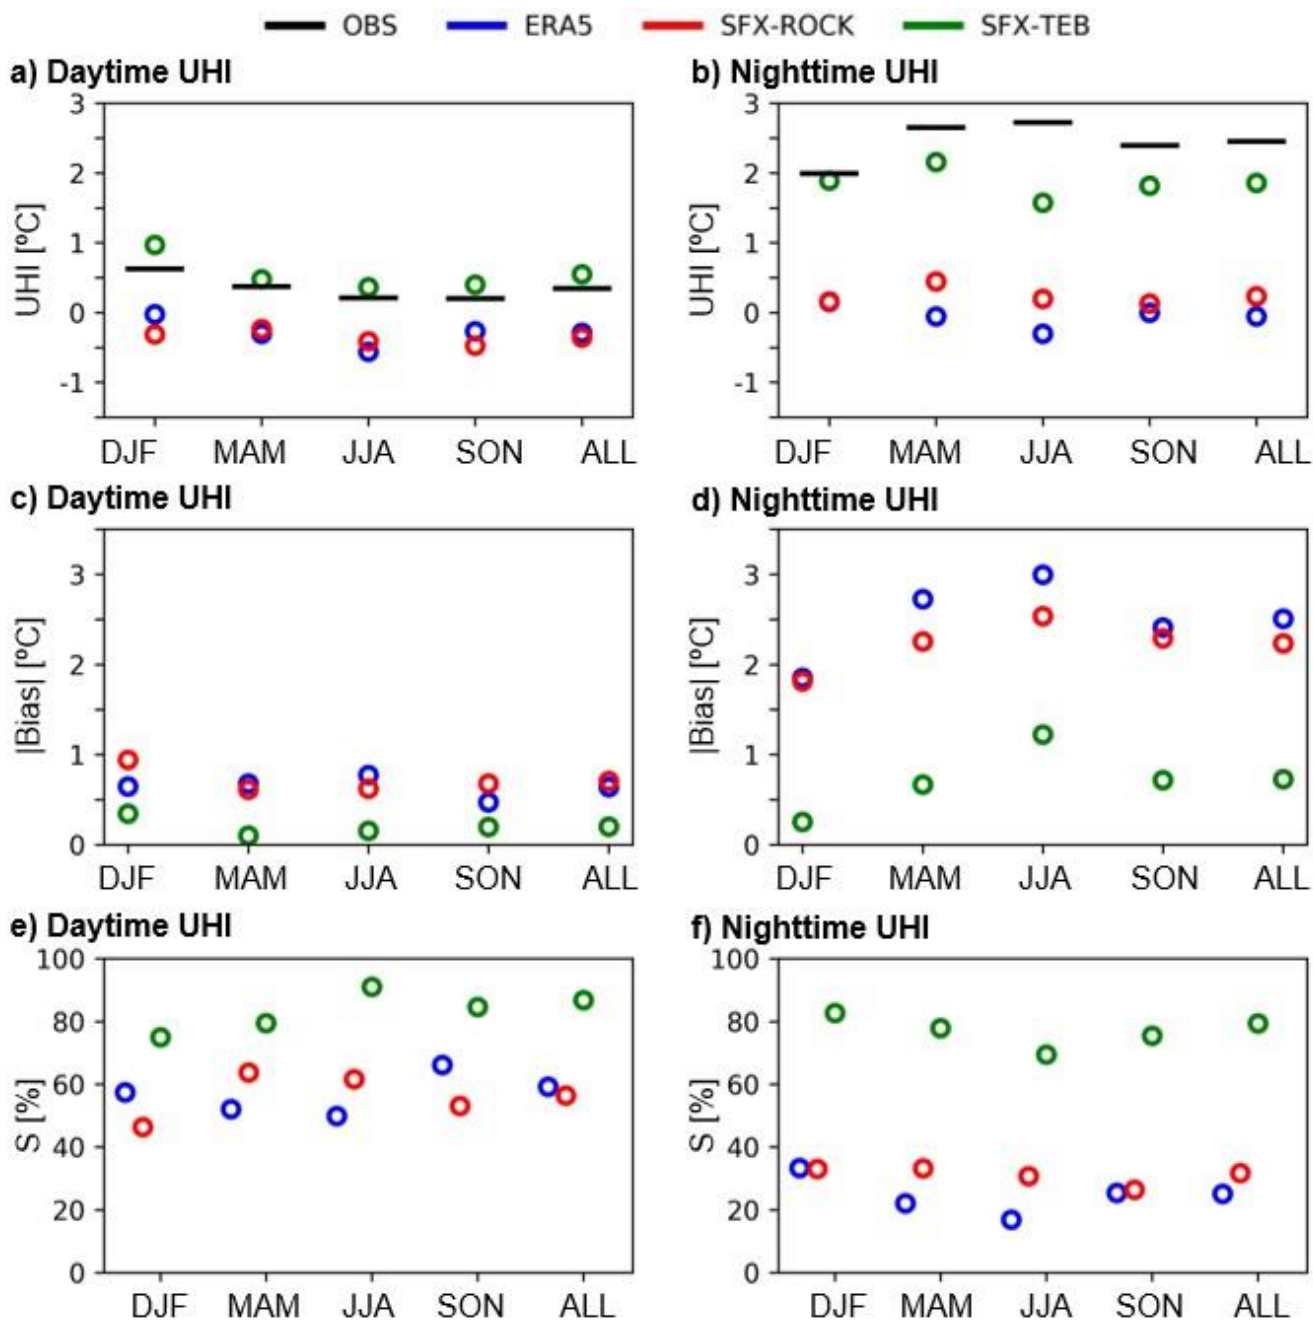 OBS ERA5 SFX-ROCK SFX-TEB
a) Daytime UHI
3
2
1
0
-1
UHI [ºC]
DJF MAM JJA SON ALL
b) Nighttime UHI
3
2
1
0
-1
UHI [ºC]
DJF MAM JJA SON ALL
c) Daytime UHI
3
2
1
0
|Bias| [ºC]
DJF MAM JJA SON ALL
d) Nighttime UHI
3
2
1
0
|Bias| [ºC]
DJF MAM JJA SON ALL
e) Daytime UHI
100
80
60
40
20
0
S [%]
DJF MAM JJA SON ALL
f) Nighttime UHI
100
80
60
40
20
0
S [%]
DJF MAM JJA SON ALL